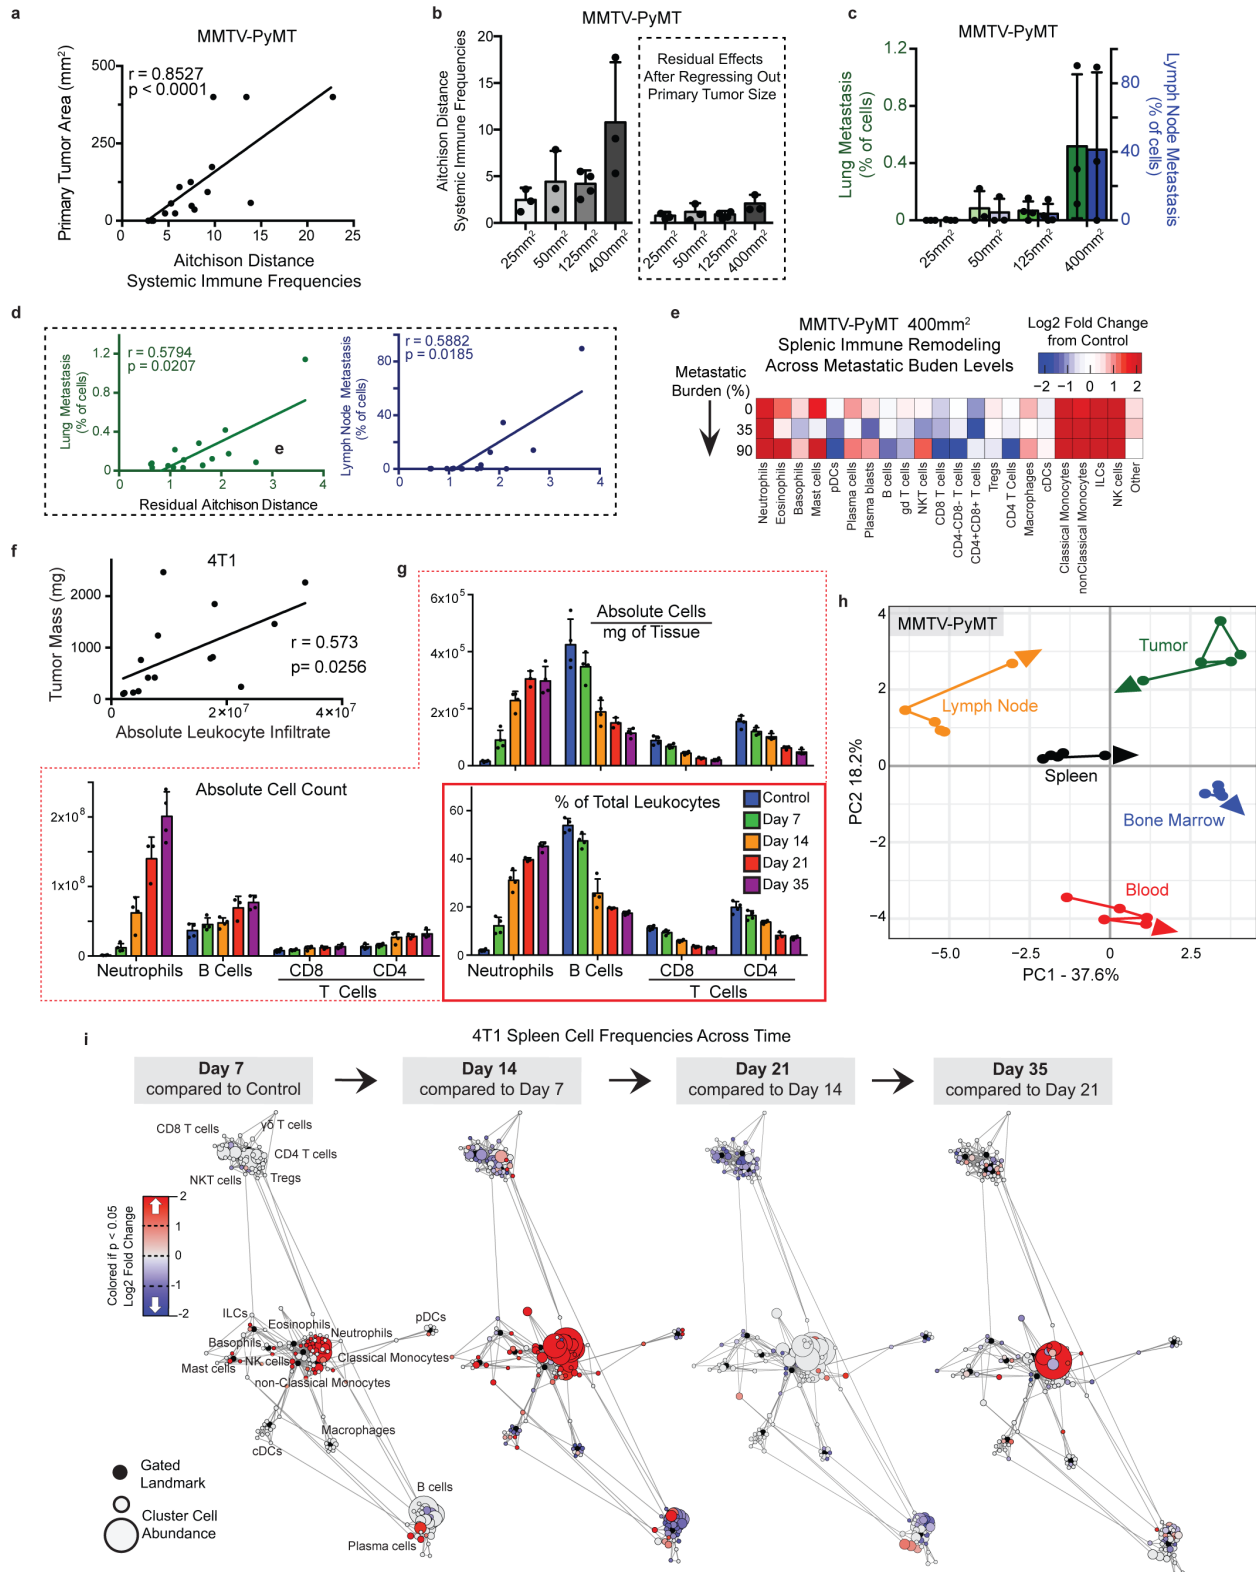 a
MMTV-PyMT
Primary Tumor Area (mm²)
500
250
0
r = 0.8527
p < 0.0001
0 5 10 15 20 25
Aitchison Distance
Systemic Immune Frequencies
b
MMTV-PyMT
Aitchison Distance
Systemic Immune Frequencies
20
15
10
5
0
Residual Effects
After Regressing Out
Primary Tumor Size
25mm² 50mm² 125mm² 400mm²
25mm² 50mm² 125mm² 400mm²
c
MMTV-PyMT
Lung Metastasis
(% of cells)
1.2
0.8
0.4
0
80
40
0
Lymph Node Metastasis
(% of cells)
25mm² 50mm² 125mm² 400mm²
d
r = 0.5794
p = 0.0207
Lung Metastasis
(% of cells)
1.2
0.8
0.4
0
e
0 1 2 3 4
Residual Aitchison Distance
r = 0.5882
p = 0.0185
Lymph Node Metastasis
(% of cells)
80
40
0
0 1 2 3 4
e
MMTV-PyMT 400mm²
Splenic Immune Remodeling
Across Metastatic Buden Levels
Log2 Fold Change
from Control
−2 −1 0 1 2
Metastatic
Burden (%)
0
35
90
Neutrophils
Eosinophils
Basophils
Mast cells
pDCs
Plasma cells
Plasma blasts
B cells
gd T cells
NKT cells
CD8 T cells
CD4-CD8- T cells
CD4+CD8+ T cells
Tregs
CD4 T Cells
Macrophages
cDCs
Classical Monocytes
nonClassical Monocytes
ILCs
NK cells
Other
f
4T1
Tumor Mass (mg)
2000
1000
0
r = 0.573
p= 0.0256
0 2×10⁷ 4×10⁷
Absolute Leukocyte Infiltrate
g
6×10⁵
4×10⁵
2×10⁵
0
Absolute Cells
mg of Tissue
Absolute Cell Count
2×10⁸
1×10⁸
0
Neutrophils B Cells CD8 CD4
T Cells
% of Total Leukocytes
60
40
20
0
Control
Day 7
Day 14
Day 21
Day 35
Neutrophils B Cells CD8 CD4
T Cells
h
MMTV-PyMT
PC2 18.2%
4
2
0
−2
−4
Tumor
Lymph Node
Spleen
Bone Marrow
Blood
−5.0 −2.5 0 2.5
PC1 - 37.6%
i
4T1 Spleen Cell Frequencies Across Time
Day 7
compared to Control
Day 14
compared to Day 7
Day 21
compared to Day 14
Day 35
compared to Day 21
CD8 T cells
γδ T cells
CD4 T cells
NKT cells
Tregs
Colored if p < 0.05
Log2 Fold Change
2
1
0
-1
-2
ILCs
Eosinophils
Neutrophils
pDCs
Basophils
Mast cells
NK cells
Classical Monocytes
non-Classical Monocytes
Macrophages
cDCs
B cells
Plasma cells
Gated
Landmark
Cluster Cell
Abundance